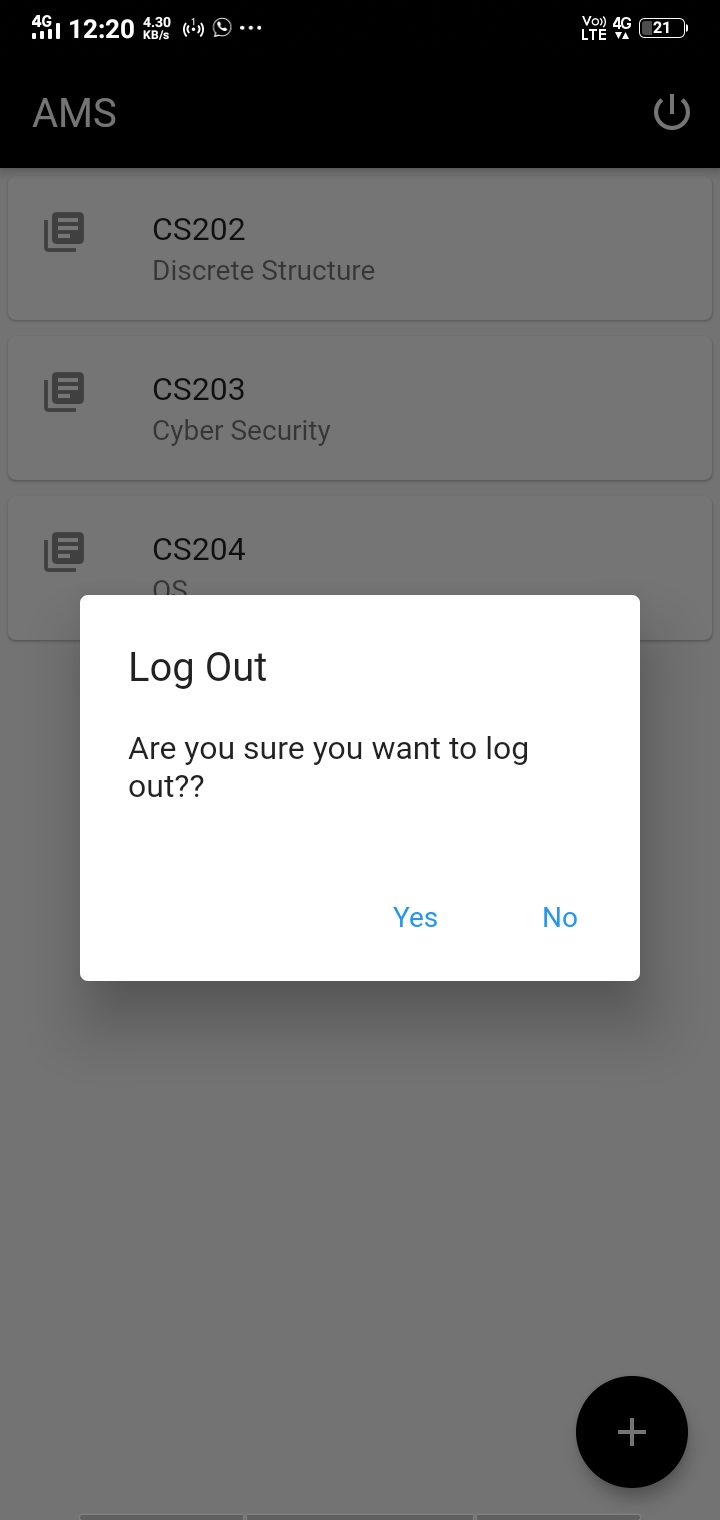 4G 12:20 4.30 KB/s 1 ... Vo)) LTE 4G 21
AMS
CS202
Discrete Structure
CS203
Cyber Security
CS204
OS
Log Out
Are you sure you want to log
out??
Yes No